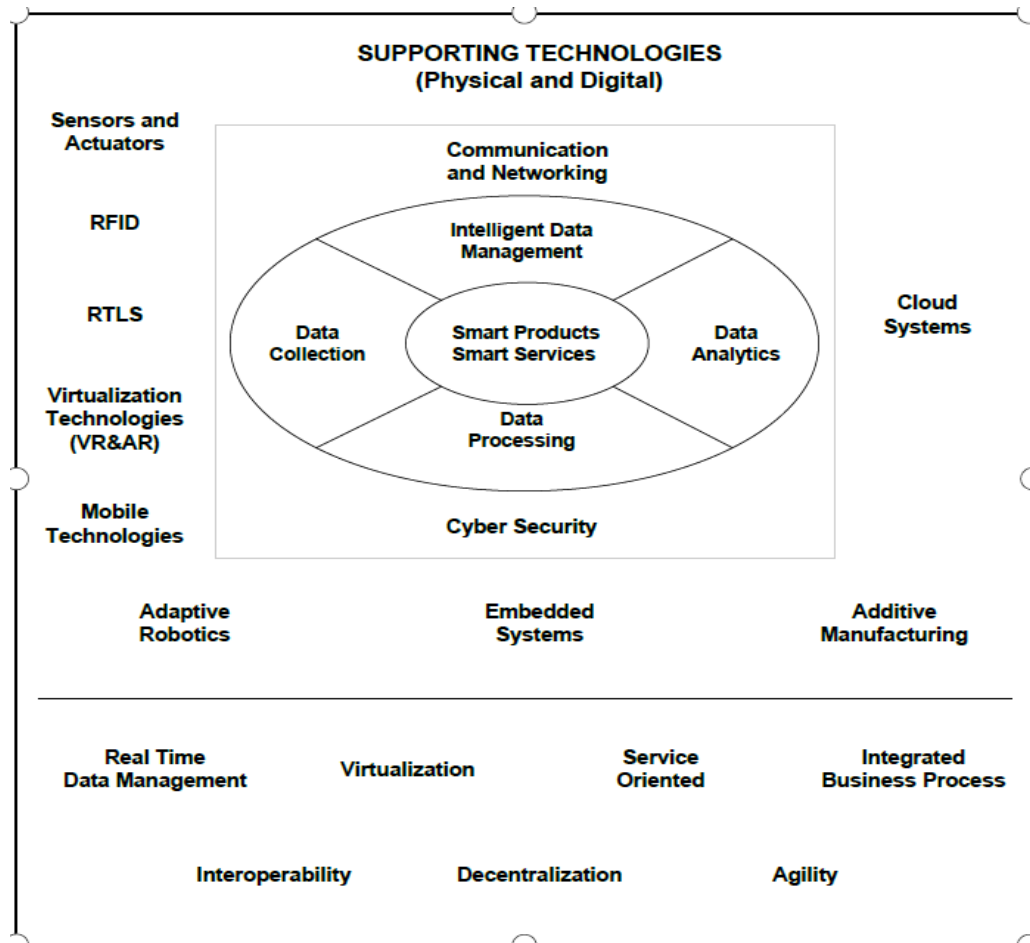 SUPPORTING TECHNOLOGIES
(Physical and Digital)
Sensors and
Actuators
Communication
and Networking
RFID
Intelligent Data
Management
RTLS
Data
Collection
Smart Products
Smart Services
Data
Analytics
Cloud
Systems
Virtualization
Technologies
(VR&AR)
Data
Processing
Mobile
Technologies
Cyber Security
Adaptive
Robotics
Embedded
Systems
Additive
Manufacturing
Real Time
Data Management
Virtualization
Service
Oriented
Integrated
Business Process
Interoperability
Decentralization
Agility